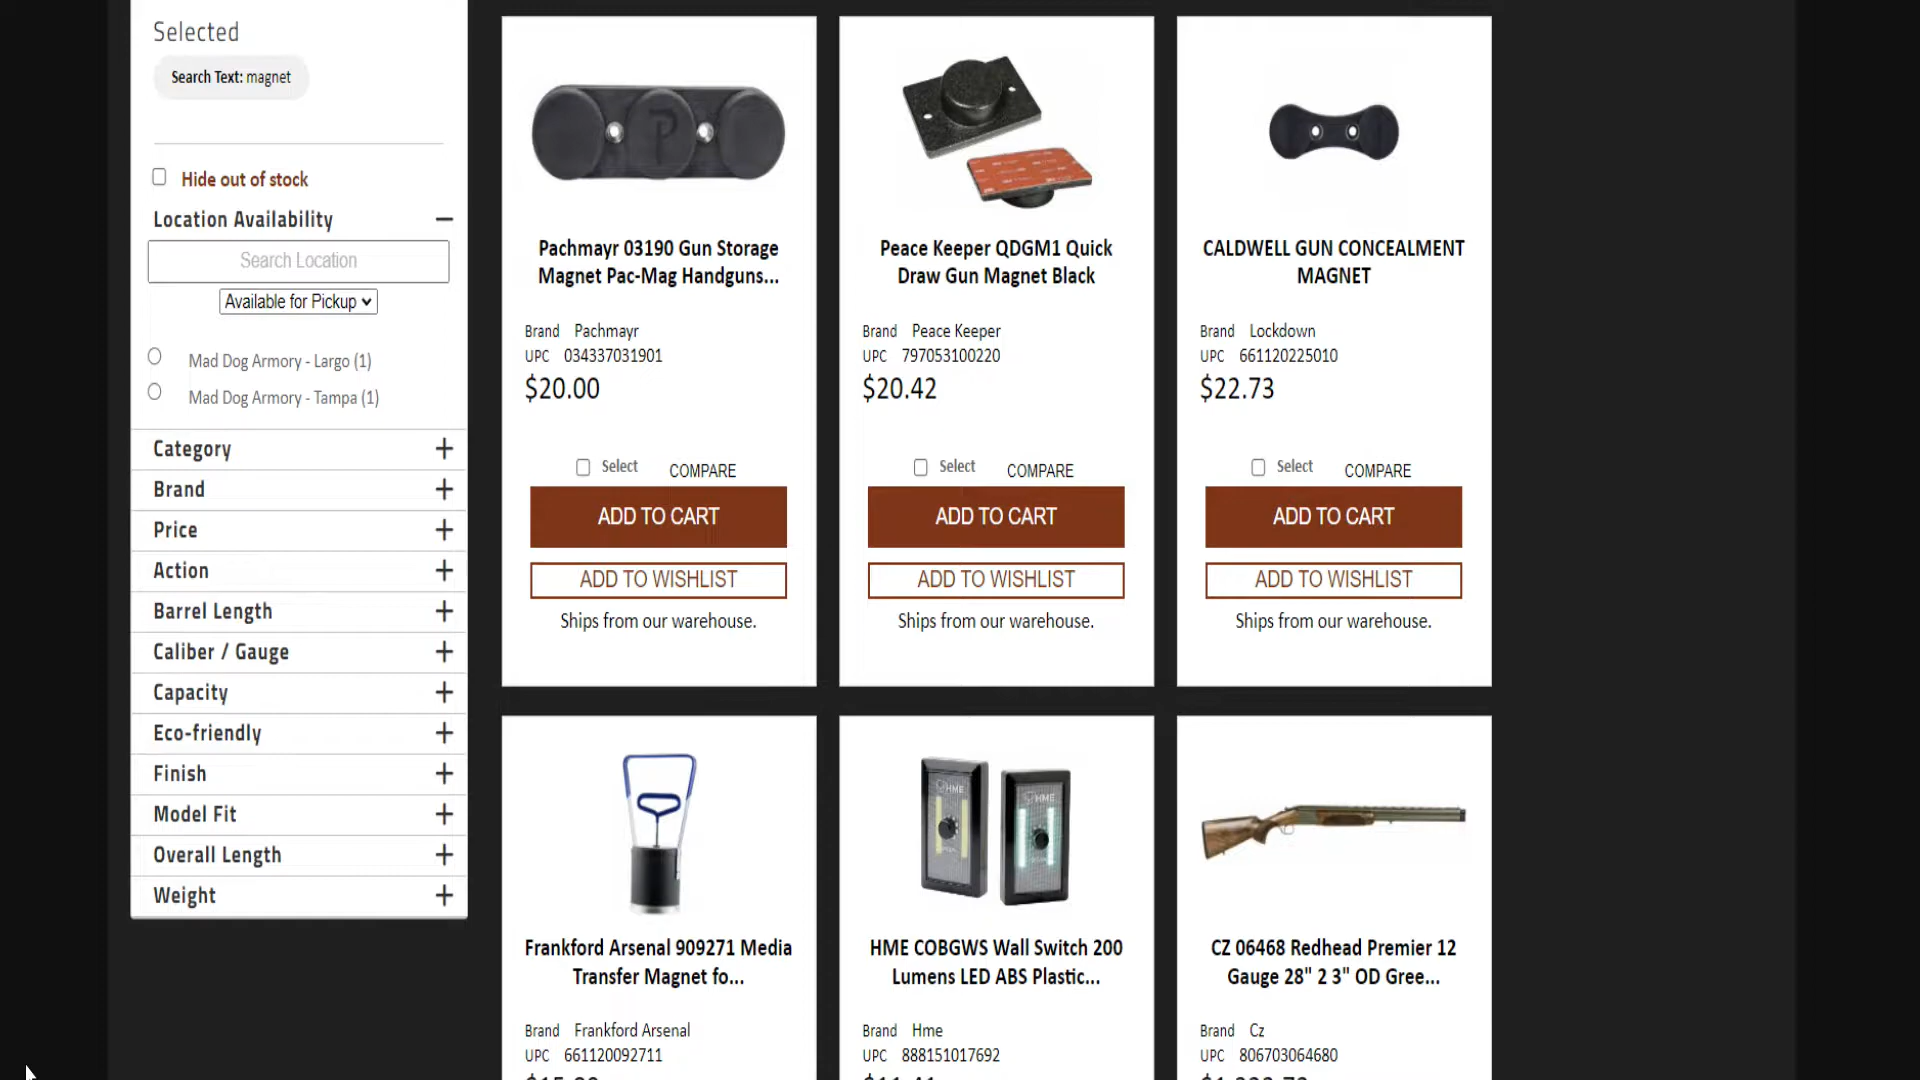 Selected
Search Text: magnet
Hide out of stock
Location Availability
Search Location
Available for Pickup
Mad Dog Armory - Largo (1)
Mad Dog Armory - Tampa (1)
Category
Brand
Price
Action
Barrel Length
Caliber / Gauge
Capacity
Eco-friendly
Finish
Model Fit
Overall Length
Weight
Pachmayr 03190 Gun Storage
Magnet Pac-Mag Handguns...
Brand Pachmayr
UPC 034337031901
$20.00
Select COMPARE
ADD TO CART
ADD TO WISHLIST
Ships from our warehouse.
Peace Keeper QDGM1 Quick
Draw Gun Magnet Black
Brand Peace Keeper
UPC 797053100220
$20.42
Select COMPARE
ADD TO CART
ADD TO WISHLIST
Ships from our warehouse.
CALDWELL GUN CONCEALMENT
MAGNET
Brand Lockdown
UPC 661120225010
$22.73
Select COMPARE
ADD TO CART
ADD TO WISHLIST
Ships from our warehouse.
Frankford Arsenal 909271 Media
Transfer Magnet fo...
Brand Frankford Arsenal
UPC 661120092711
HME
HME
HME COBGWS Wall Switch 200
Lumens LED ABS Plastic...
Brand Hme
UPC 888151017692
CZ 06468 Redhead Premier 12
Gauge 28" 2 3" OD Gree...
Brand Cz
UPC 806703064680